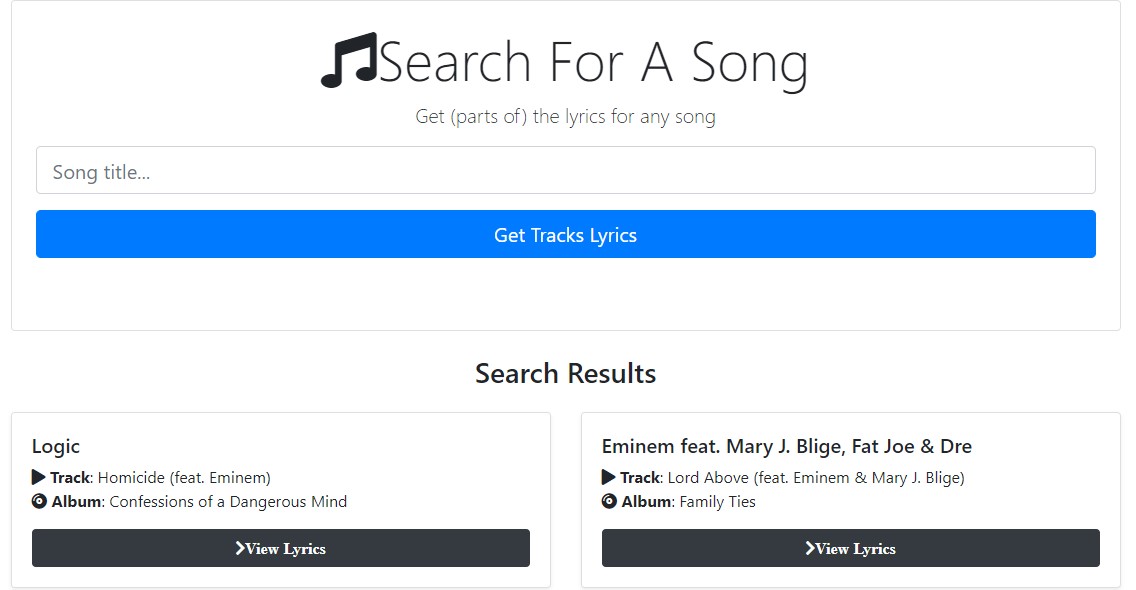 Search For A Song
Get (parts of) the lyrics for any song
Song title...
Get Tracks Lyrics
Search Results
Logic
Track: Homicide (feat. Eminem)
Album: Confessions of a Dangerous Mind
View Lyrics
Eminem feat. Mary J. Blige, Fat Joe & Dre
Track: Lord Above (feat. Eminem & Mary J. Blige)
Album: Family Ties
View Lyrics